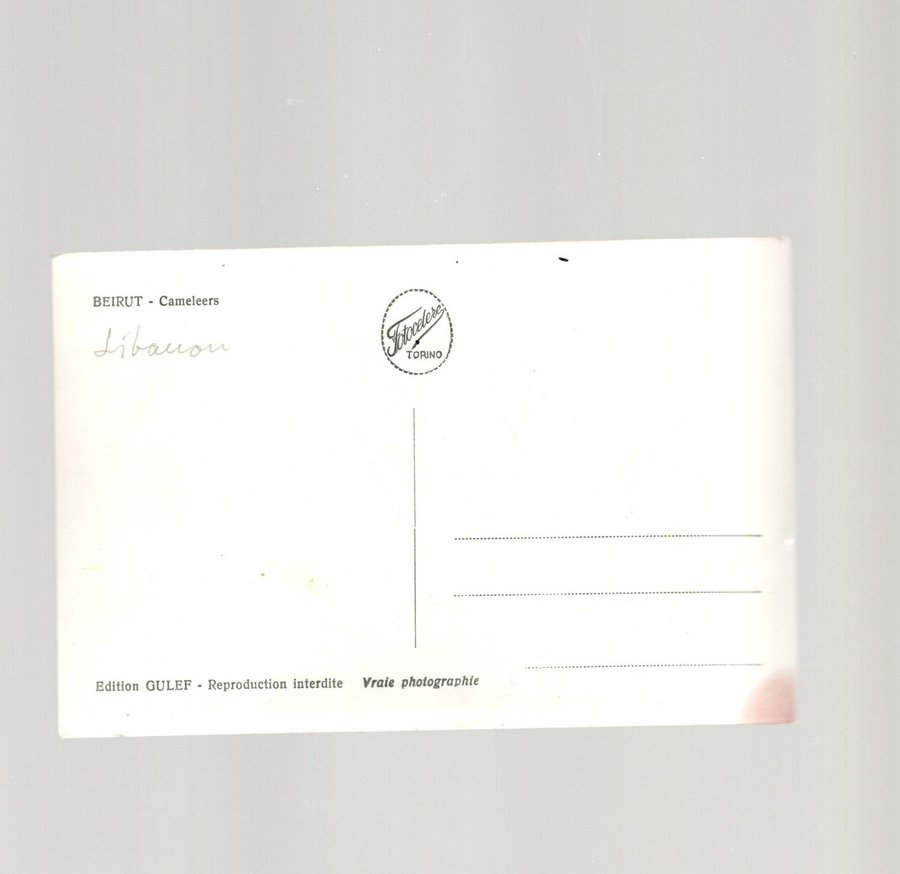 BEIRUT - Cameleers
Libanon
Fotocelere
TORINO
Edition GULEF - Reproduction interdite Vraie photographie